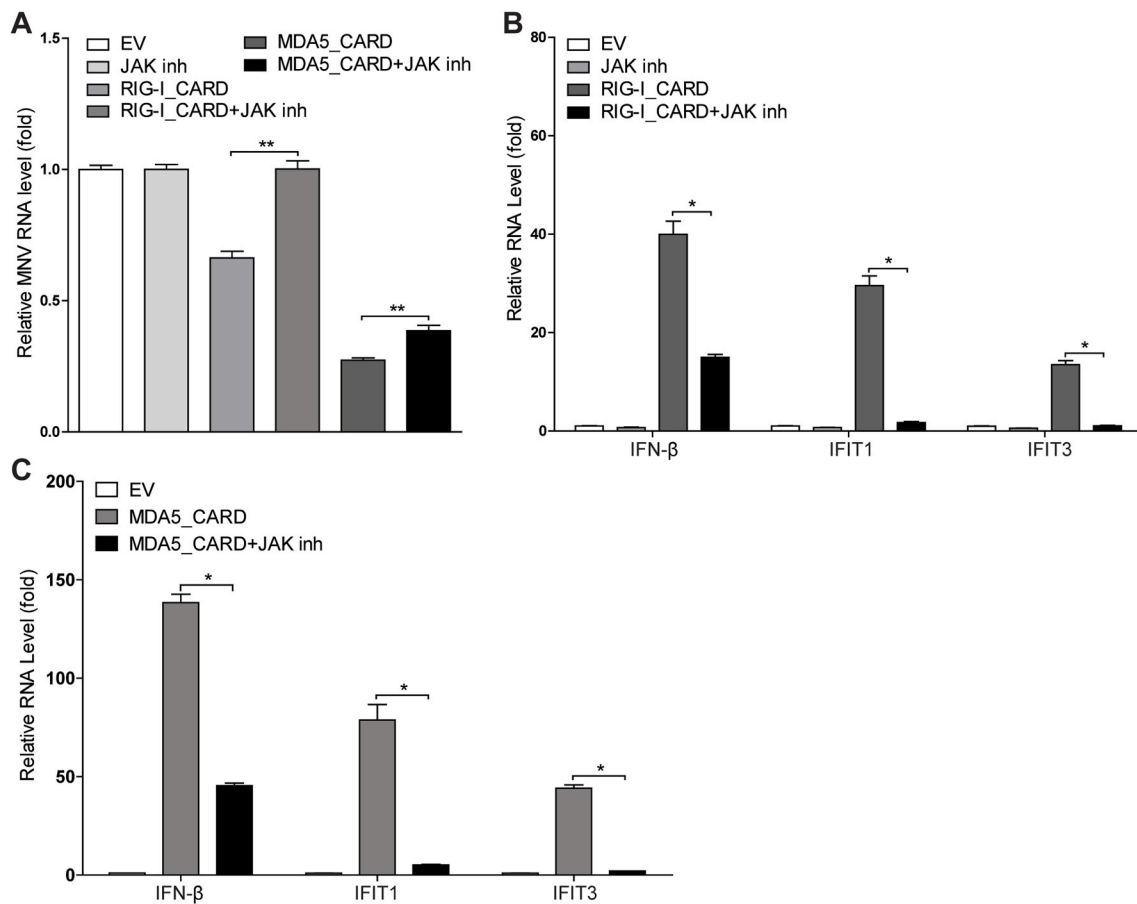 A
Relative MNV RNA level (fold)
1.5
1.0
0.5
0.0
EV
JAK inh
RIG-I_CARD
RIG-I_CARD+JAK inh
MDA5_CARD
MDA5_CARD+JAK inh
**
**
B
Relative RNA Level (fold)
80
60
40
20
0
EV
JAK inh
RIG-I_CARD
RIG-I_CARD+JAK inh
*
*
*
IFN-β IFIT1 IFIT3
C
Relative RNA Level (fold)
200
150
100
50
0
EV
MDA5_CARD
MDA5_CARD+JAK inh
*
*
*
IFN-β IFIT1 IFIT3